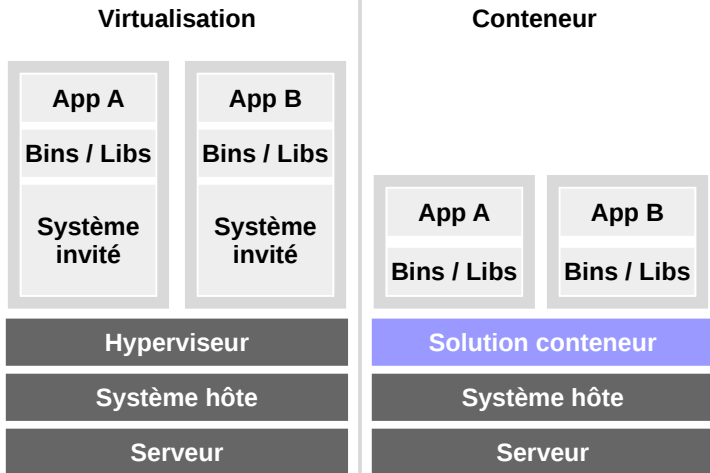 Virtualisation
App A
Bins / Libs
Système
invité
App B
Bins / Libs
Système
invité
Hyperviseur
Système hôte
Serveur
Conteneur
App A
Bins / Libs
App B
Bins / Libs
Solution conteneur
Système hôte
Serveur